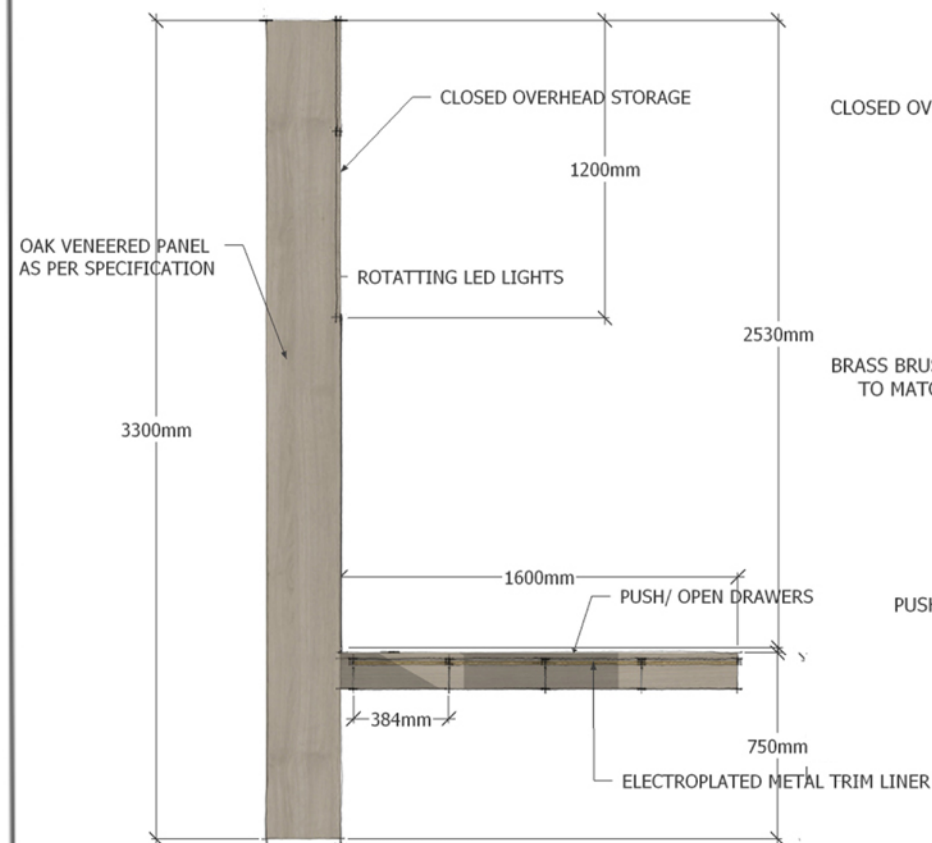 CLOSED OVERHEAD STORAGE
CLOSED OV
1200mm
OAK VENEERED PANEL
AS PER SPECIFICATION
ROTATTING LED LIGHTS
2530mm
BRASS BRUS
TO MATC
3300mm
1600mm
PUSH/ OPEN DRAWERS
PUSH
384mm
750mm
ELECTROPLATED METAL TRIM LINER